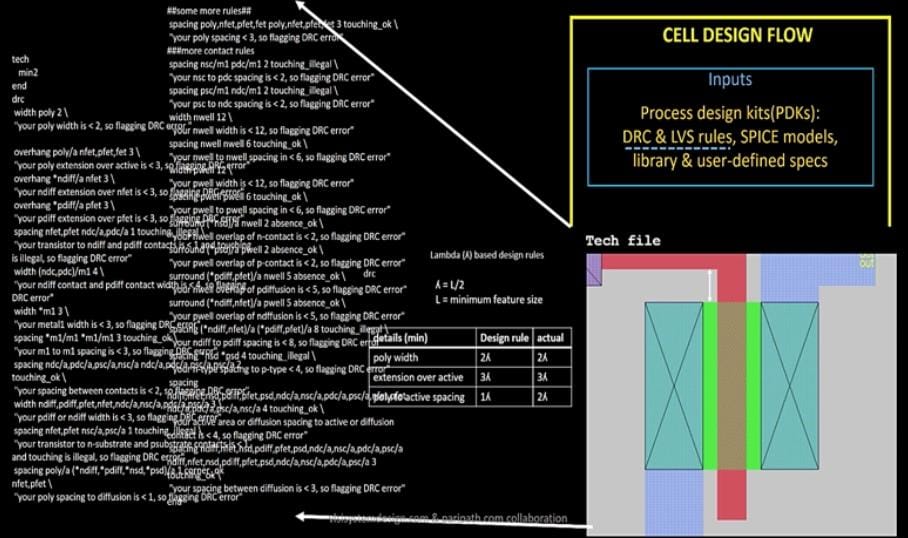 tech
min2
end
drc
width poly 2 \
"your poly width is < 2, so flagging DRC error"
overhang poly/a nfet,pfet,fet 3 \
"your poly extension over active is < 3, so flagging DRC error"
overhang *ndiff/a nfet 3 \
"your ndiff extension over nfet is < 3, so flagging DRC error"
overhang *pdiff/a pfet 3 \
"your pdiff extension over pfet is < 3, so flagging DRC error"
spacing nfet,pfet ndc/a,pdc/a 1 touching_illegal \
"your transistor to ndiff and pdiff contacts is < 1 and touching
is illegal, so flagging DRC error"
width (ndc,pdc)/m1 4 \
"your ndiff contact and pdiff contact width is < 4, so flagging
DRC error"
width *m1 3 \
"your metal1 width is < 3, so flagging DRC error"
spacing *m1/m1 *m1/m1 3 touching_ok \
"your m1 to m1 spacing is < 3, so flagging DRC error"
spacing ndc/a,pdc/a,psc/a,nsc/a ndc/a,pdc/a,psc/a,nsc/a 2
touching_ok \
"your spacing between contacts is < 2, so flagging DRC error"
width ndiff,pdiff,pfet,nfet,ndc/a,nsc/a,pdc/a,psc/a 3 \
"your pdiff or ndiff width is < 3, so flagging DRC error"
spacing nfet,pfet nsc/a,psc/a 1 touching_illegal \
"your transistor to n-substrate and psubstrate contacts is < 1
and touching is illegal, so flagging DRC error"
spacing poly/a (*ndiff,*pdiff,*nsd,*psd)/a 1 corner_ok
nfet,pfet \
"your poly spacing to diffusion is < 1, so flagging DRC error"
##some more rules##
spacing poly,nfet,pfet,fet poly,nfet,pfet,fet 3 touching_ok \
"your poly spacing < 3, so flagging DRC error"
###more contact rules
spacing nsc/m1 pdc/m1 2 touching_illegal \
"your nsc to pdc spacing is < 2, so flagging DRC error"
spacing psc/m1 ndc/m1 2 touching_illegal \
"your psc to ndc spacing is < 2, so flagging DRC error"
width nwell 12 \
"your nwell width is < 12, so flagging DRC error"
spacing nwell nwell 6 touching_ok \
"your nwell to nwell spacing is < 6, so flagging DRC error"
width pwell 12 \
"your pwell width is < 12, so flagging DRC error"
spacing pwell pwell 6 touching_ok \
"your pwell to pwell spacing is < 6, so flagging DRC error"
surround (*nsd)/a nwell 2 absence_ok \
"your nwell overlap of n-contact is < 2, so flagging DRC error"
surround (*psd)/a pwell 2 absence_ok \
"your pwell overlap of p-contact is < 2, so flagging DRC error"
surround (*pdiff,pfet)/a nwell 5 absence_ok \
"your nwell overlap of pdiffusion is < 5, so flagging DRC error"
surround (*ndiff,nfet)/a pwell 5 absence_ok \
"your pwell overlap of ndiffusion is < 5, so flagging DRC error"
spacing (*ndiff,nfet)/a (*pdiff,pfet)/a 8 touching_illegal \
"your ndiff to pdiff spacing is < 8, so flagging DRC error"
spacing *nsd *psd 4 touching_illegal \
"your n-type spacing to p-type < 4, so flagging DRC error"
spacing
ndiff,nfet,nsd,pdiff,pfet,psd,ndc/a,nsc/a,pdc/a,psc/a,
ndc/a,pdc/a,psc/a,nsc/a 4 touching_ok \
"your active area or diffusion spacing to active or diffusion
contact is < 4, so flagging DRC error"
spacing ndiff,nfet,nsd,pdiff,pfet,psd,ndc/a,nsc/a,pdc/a,psc/a
ndiff,nfet,nsd,pdiff,pfet,psd,ndc/a,nsc/a,pdc/a,psc/a 3
touching_ok \
"your spacing between diffusion is < 3, so flagging DRC error"
end
drc
Lambda (ʎ) based design rules
ʎ = L/2
L = minimum feature size
details (min) Design rule actual
poly width 2ʎ 2ʎ
extension over active 3ʎ 3ʎ
poly to active spacing 1ʎ 2ʎ
CELL DESIGN FLOW
Inputs
Process design kits(PDKs):
DRC & LVS rules, SPICE models,
library & user-defined specs
Tech file
vlsisystemdesign.com & paripath.com collaboration